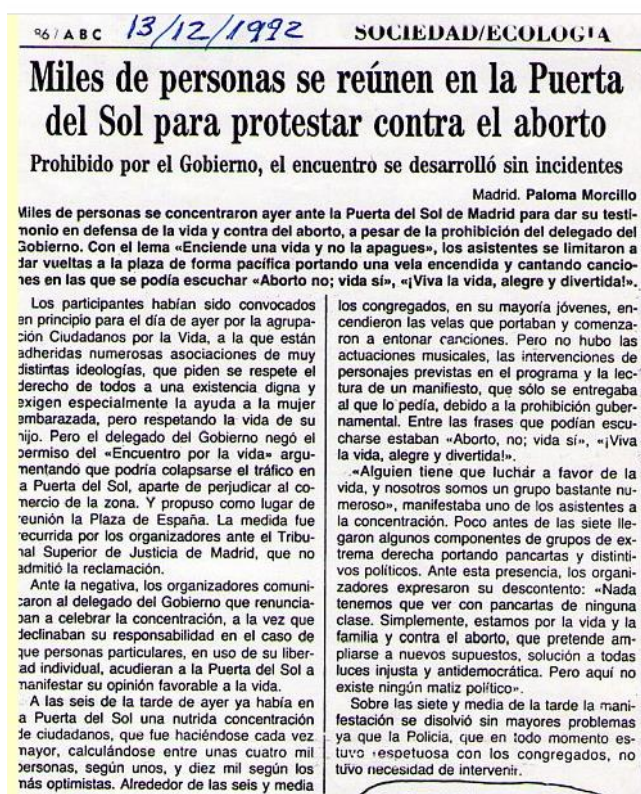 96/ABC 13/12/1992 SOCIEDAD/ECOLOGIA
Miles de personas se reúnen en la Puerta
del Sol para protestar contra el aborto
Prohibido por el Gobierno, el encuentro se desarrolló sin incidentes
Madrid. Paloma Morcillo
Miles de personas se concentraron ayer ante la Puerta del Sol de Madrid para dar su testi-
monio en defensa de la vida y contra del aborto, a pesar de la prohibición del delegado del
Gobierno. Con el lema «Enciende una vida y no la apagues», los asistentes se limitaron a
dar vueltas a la plaza de forma pacífica portando una vela encendida y cantando cancio-
nes en las que se podía escuchar «Aborto no; vida sí», «¡Viva la vida, alegre y divertida!».
Los participantes habían sido convocados
en principio para el día de ayer por la agrupa-
ción Ciudadanos por la Vida, a la que están
adheridas numerosas asociaciones de muy
distintas ideologías, que piden se respete el
derecho de todos a una existencia digna y
exigen especialmente la ayuda a la mujer
embarazada, pero respetando la vida de su
hijo. Pero el delegado del Gobierno negó el
permiso del «Encuentro por la vida» argu-
mentando que podría colapsarse el tráfico en
la Puerta del Sol, aparte de perjudicar al co-
mercio de la zona. Y propuso como lugar de
reunión la Plaza de España. La medida fue
recurrida por los organizadores ante el Tribu-
nal Superior de Justicia de Madrid, que no
admitió la reclamación.
Ante la negativa, los organizadores comuni-
caron al delegado del Gobierno que renuncia-
ban a celebrar la concentración, a la vez que
declinaban su responsabilidad en el caso de
que personas particulares, en uso de su liber-
tad individual, acudieran a la Puerta del Sol a
manifestar su opinión favorable a la vida.
A las seis de la tarde de ayer ya había en
la Puerta del Sol una nutrida concentración
de ciudadanos, que fue haciéndose cada vez
mayor, calculándose entre unas cuatro mil
personas, según unos, y diez mil según los
más optimistas. Alrededor de las seis y media
los congregados, en su mayoría jóvenes, en-
cendieron las velas que portaban y comenza-
ron a entonar canciones. Pero no hubo las
actuaciones musicales, las intervenciones de
personajes previstas en el programa y la lec-
tura de un manifiesto, que sólo se entregaba
al que lo pedía, debido a la prohibición guber-
namental. Entre las frases que podían escu-
charse estaban «Aborto, no; vida sí», «¡Viva
la vida, alegre y divertida!».
«Alguien tiene que luchar a favor de la
vida, y nosotros somos un grupo bastante nu-
meroso», manifestaba uno de los asistentes a
la concentración. Poco antes de las siete lle-
garon algunos componentes de grupos de ex-
trema derecha portando pancartas y distinti-
vos políticos. Ante esta presencia, los organi-
zadores expresaron su descontento: «Nada
tenemos que ver con pancartas de ninguna
clase. Simplemente, estamos por la vida y la
familia y contra el aborto, que pretende am-
pliarse a nuevos supuestos, solución a todas
luces injusta y antidemocrática. Pero aquí no
existe ningún matiz político».
Sobre las siete y media de la tarde la mani-
festación se disolvió sin mayores problemas
ya que la Policía, que en todo momento es-
tuvo respetuosa con los congregados, no
tuvo necesidad de intervenir.